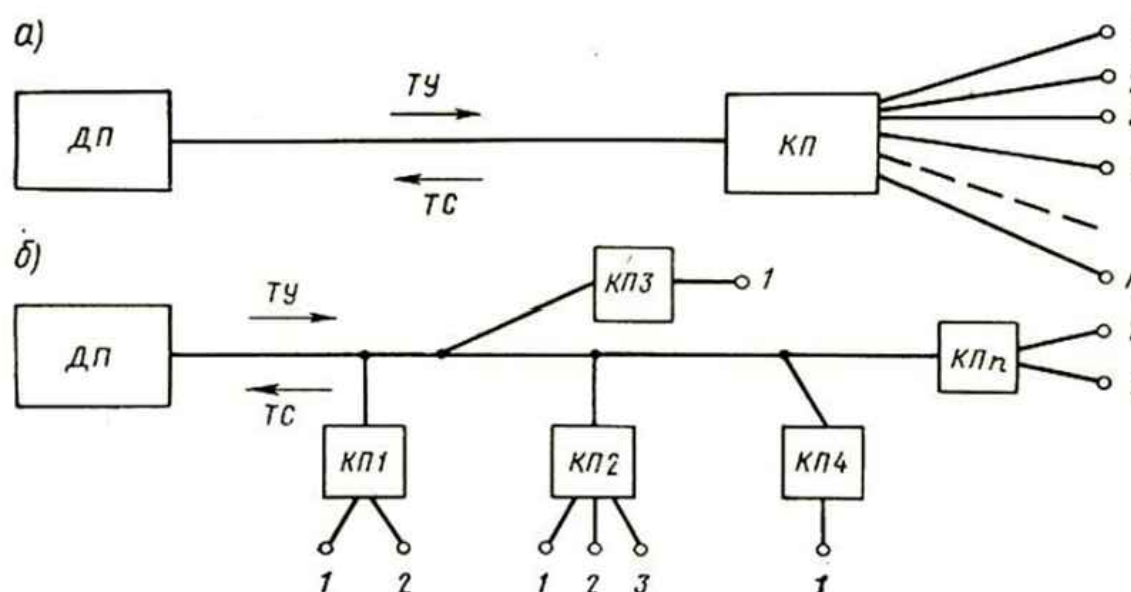 а)
ТУ
ДП КП
ТС
б)
КП3 1
ТУ
ДП КПn
ТС
КП1 КП2 КП4
1 2 1 2 3 1